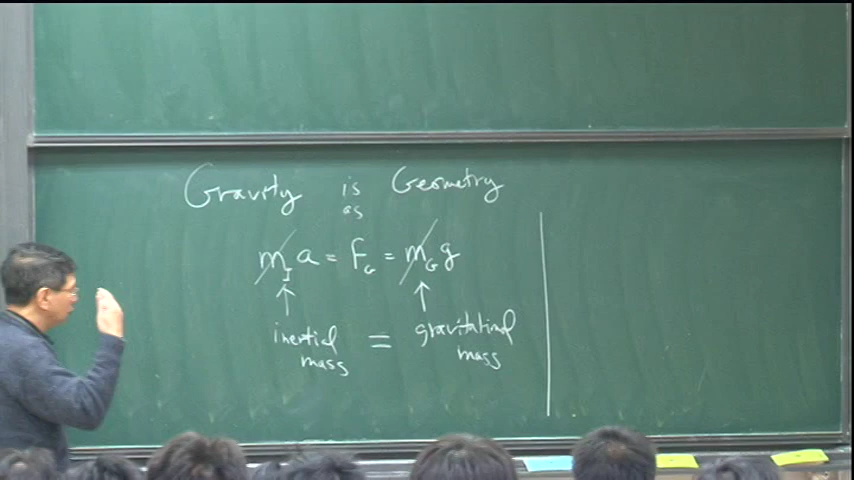 Gravity is Geometry
as
m_I a = F_G = m_G g
↑ ↑
inertial = gravitational
mass mass